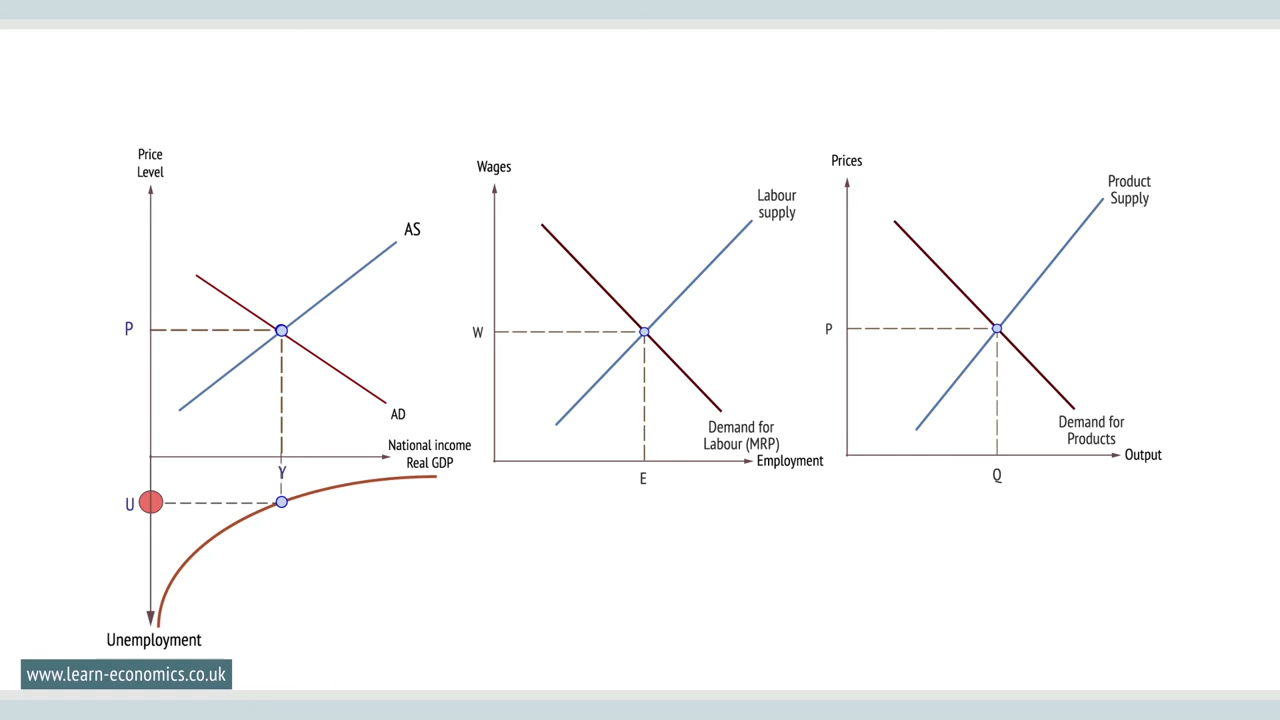 Price
Level
AS
P
AD
National income
Real GDP
Y
U
Unemployment
Wages
Labour
supply
W
Demand for
Labour (MRP)
Employment
E
Prices
Product
Supply
P
Demand for
Products
Output
Q
www.learn-economics.co.uk